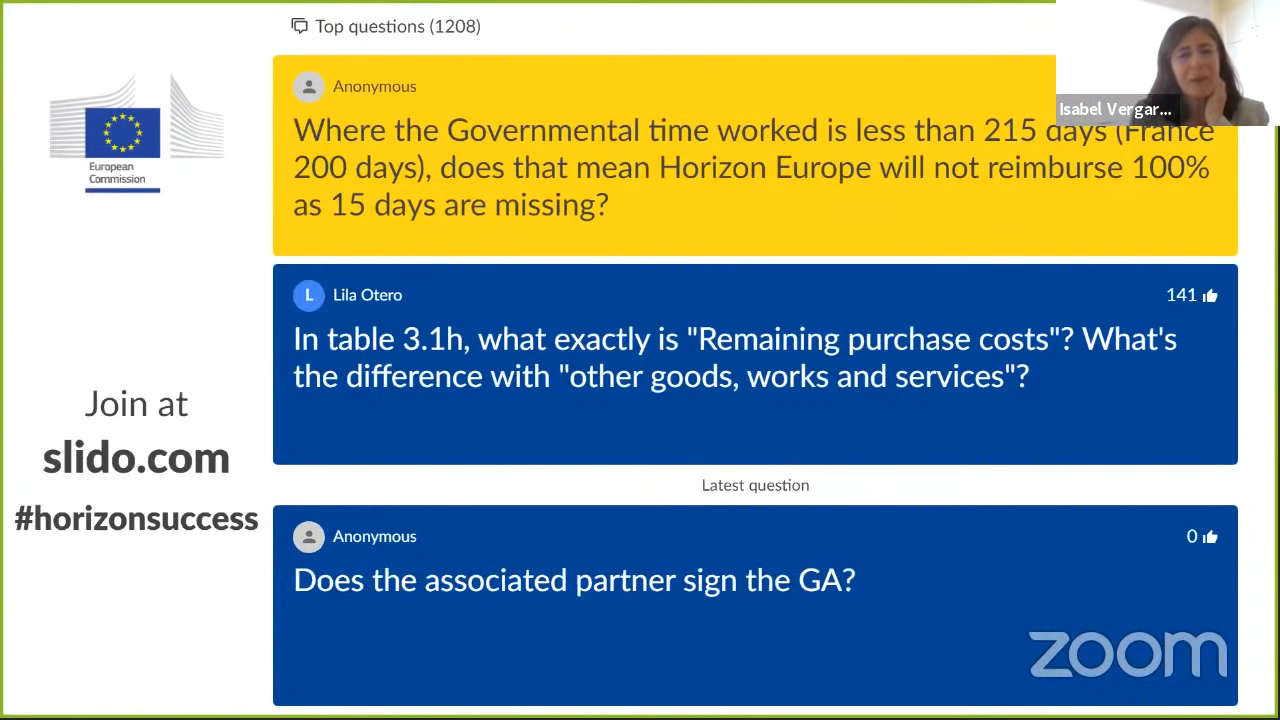 Top questions (1208)
Anonymous
Isabel Vergar...
Where the Governmental time worked is less than 215 days (France
200 days), does that mean Horizon Europe will not reimburse 100%
as 15 days are missing?
European
Commission
L
Lila Otero
141
In table 3.1h, what exactly is "Remaining purchase costs"? What's
the difference with "other goods, works and services"?
Join at
slido.com
#horizonsuccess
Latest question
Anonymous
0
Does the associated partner sign the GA?
zoom